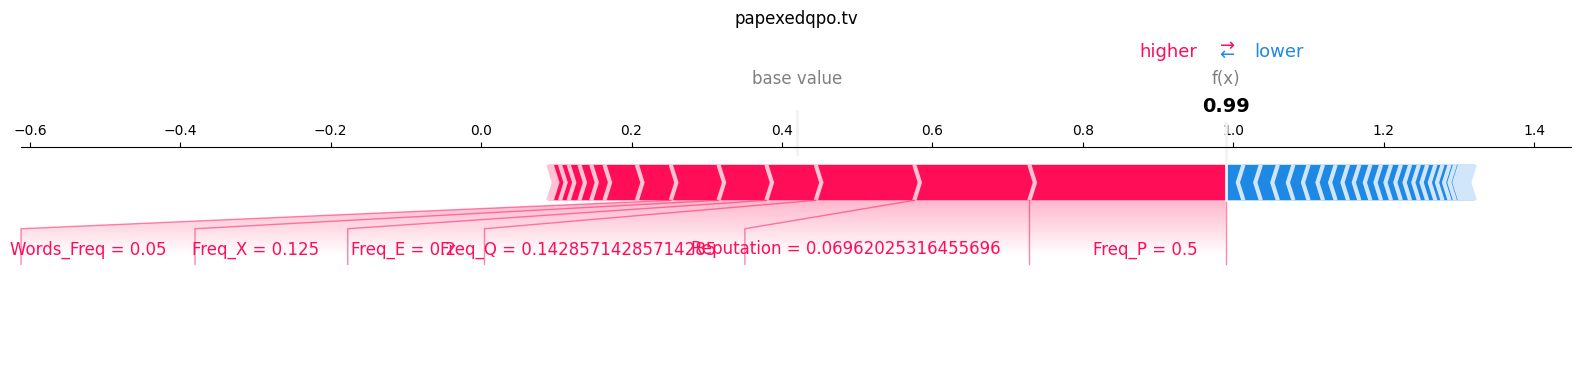 papexedqpo.tv
higher ⇄ lower
base value f(x)
0.99
−0.6 −0.4 −0.2 0.0 0.2 0.4 0.6 0.8 1.0 1.2 1.4
Words_Freq = 0.05 Freq_X = 0.125 Freq_E = 0.2 Freq_Q = 0.14285714285714285 Reputation = 0.06962025316455696 Freq_P = 0.5